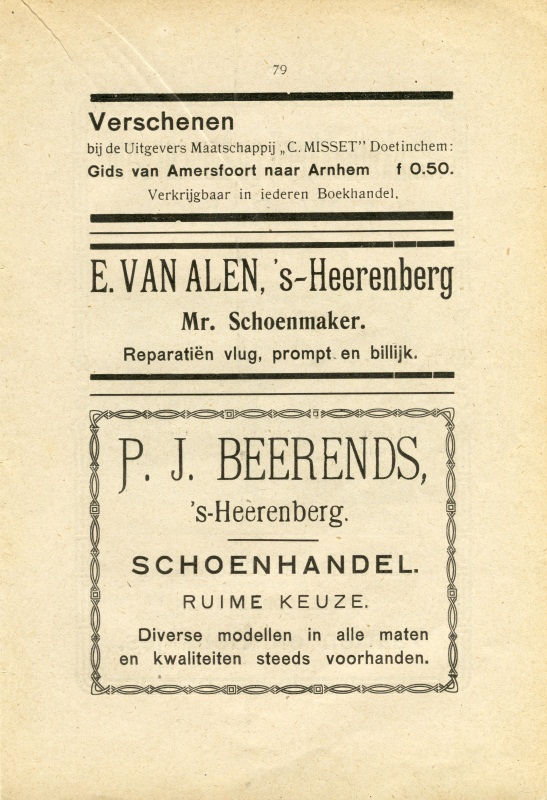 79
Verschenen
bij de Uitgevers Maatschappij „C. MISSET” Doetinchem:
Gids van Amersfoort naar Arnhem f 0.50.
Verkrijgbaar in iederen Boekhandel.
E. VAN ALEN, 's-Heerenberg
Mr. Schoenmaker.
Reparatiën vlug, prompt en billijk.
P. J. BEERENDS,
's-Heerenberg.
SCHOENHANDEL.
RUIME KEUZE.
Diverse modellen in alle maten
en kwaliteiten steeds voorhanden.